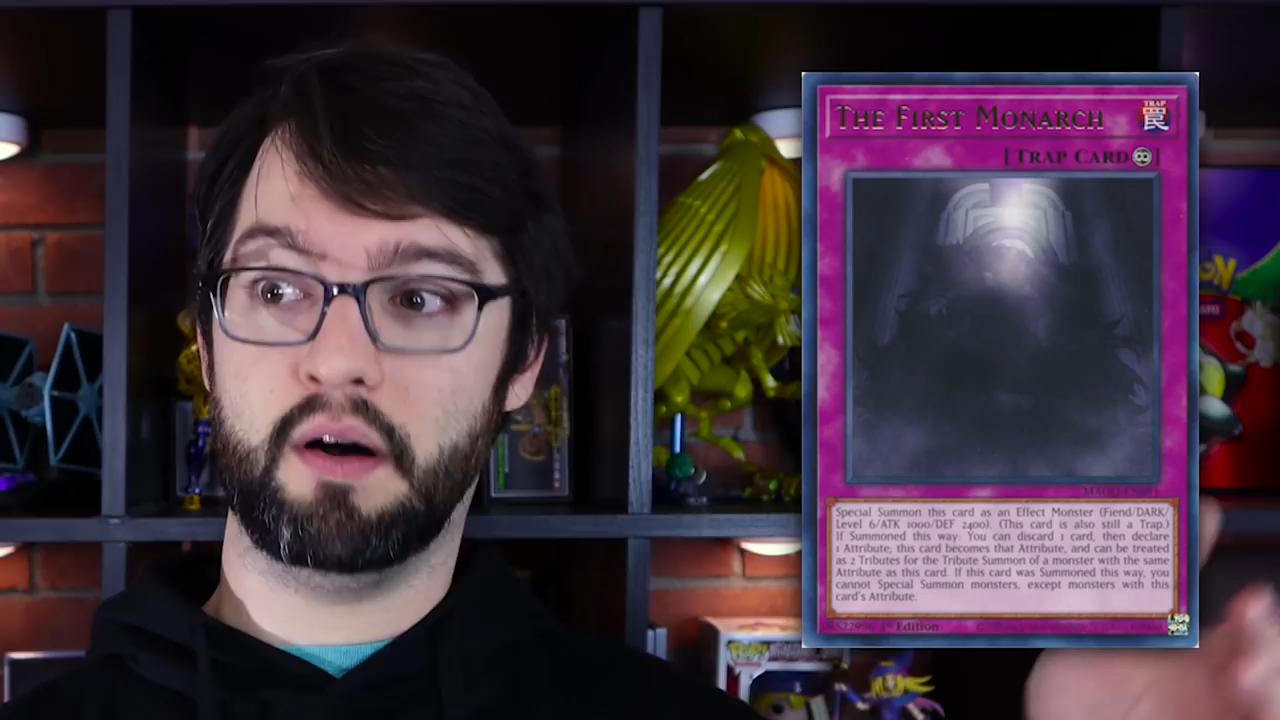 THE FIRST MONARCH
TRAP
罠
[TRAP CARD ]
Special Summon this card as an Effect Monster (Fiend/DARK/
Level 6/ATK 1000/DEF 2400). (This card is also still a Trap.)
If Summoned this way: You can discard 1 card, then declare
1 Attribute; this card becomes that Attribute, and can be treated
as 2 Tributes for the Tribute Summon of a monster with the same
Attribute as this card. If this card was Summoned this way, you
cannot Special Summon monsters, except monsters with this
card's Attribute.
1st Edition
POP!